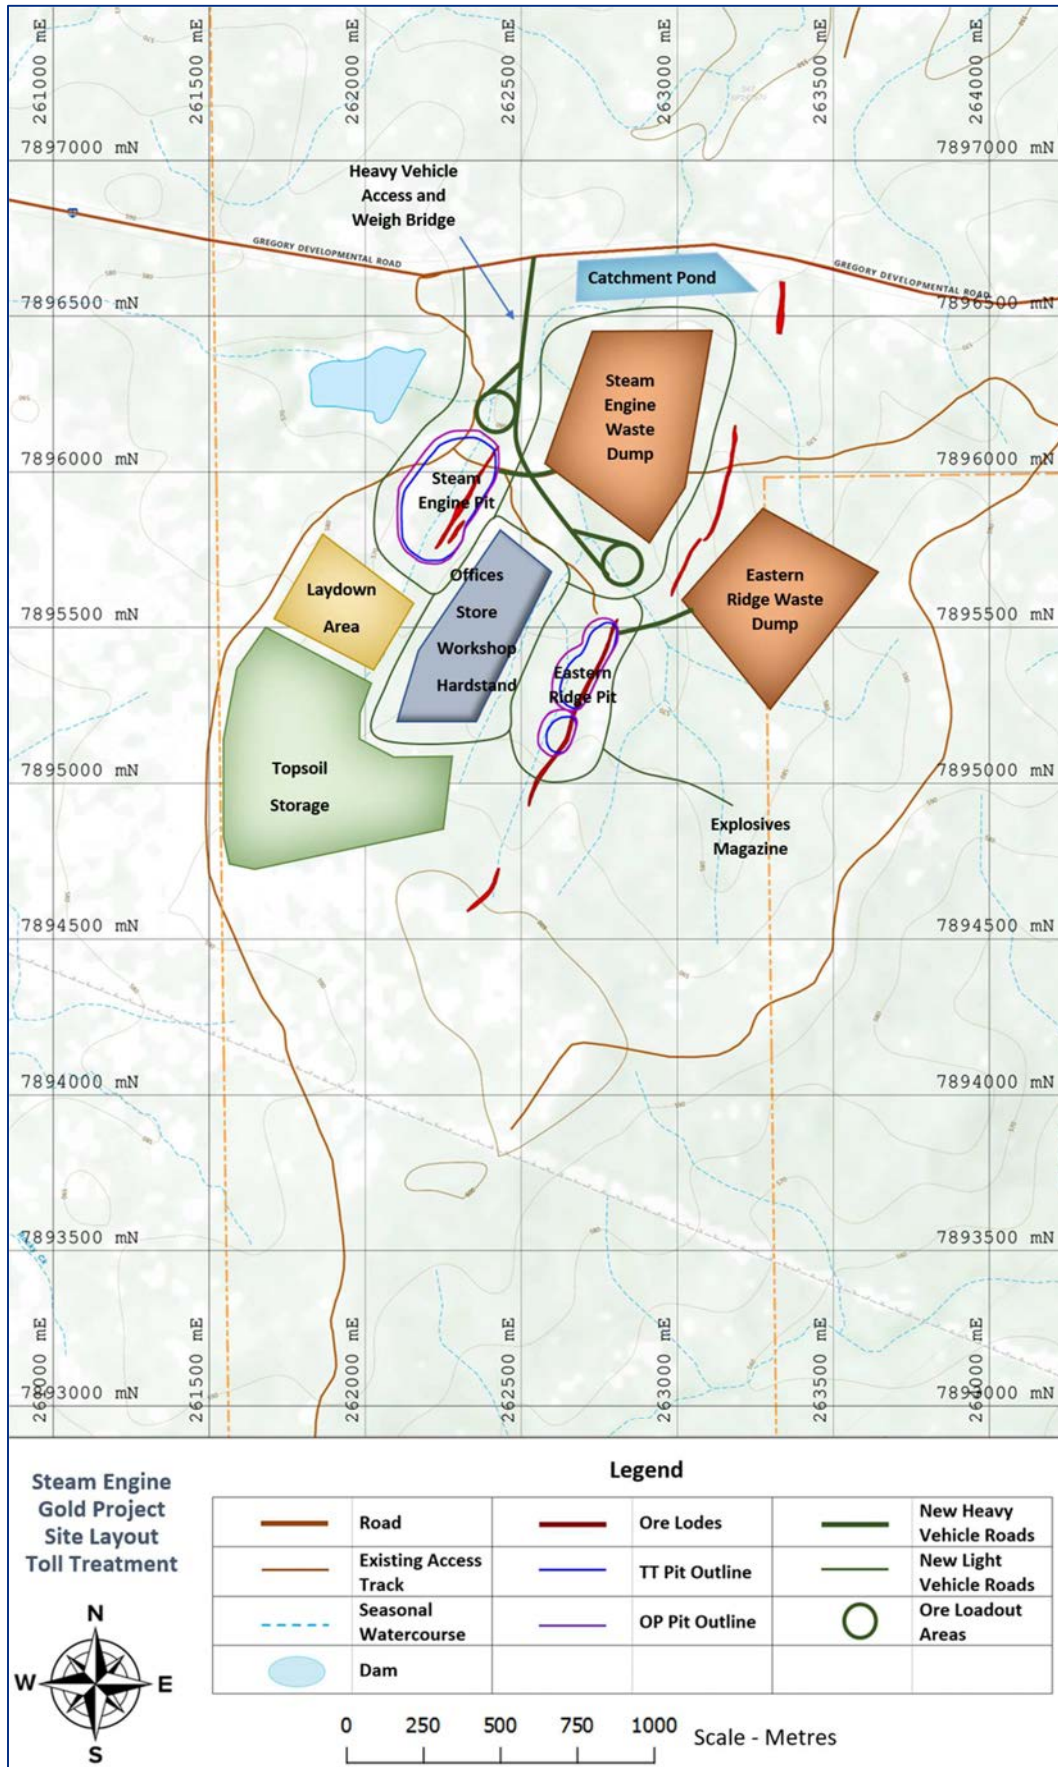 261000 mE
261500 mE
262000 mE
262500 mE
263000 mE
263500 mE
264000 mE
7897000 mN
7897000 mN
Heavy Vehicle
Access and
Weigh Bridge
GREGORY DEVELOPMENTAL ROAD
GREGORY DEVELOPMENTAL ROAD
Catchment Pond
7896500 mN
7896500 mN
Steam
Engine
Waste
Dump
7896000 mN
7896000 mN
Steam
Engine Pit
Offices
Store
Workshop
Hardstand
Laydown
Area
Eastern
Ridge Waste
Dump
7895500 mN
7895500 mN
Eastern
Ridge Pit
Topsoil
Storage
7895000 mN
7895000 mN
Explosives
Magazine
7894500 mN
7894500 mN
7894000 mN
7894000 mN
7893500 mN
7893500 mN
7893000 mN
7893000 mN
261000 mE
261500 mE
262000 mE
262500 mE
263000 mE
263500 mE
264000 mE
Steam Engine
Gold Project
Site Layout
Toll Treatment
Legend
Road
Ore Lodes
New Heavy
Vehicle Roads
Existing Access
Track
TT Pit Outline
New Light
Vehicle Roads
Seasonal
Watercourse
OP Pit Outline
Ore Loadout
Areas
Dam
N
W E
S
0 250 500 750 1000
Scale - Metres